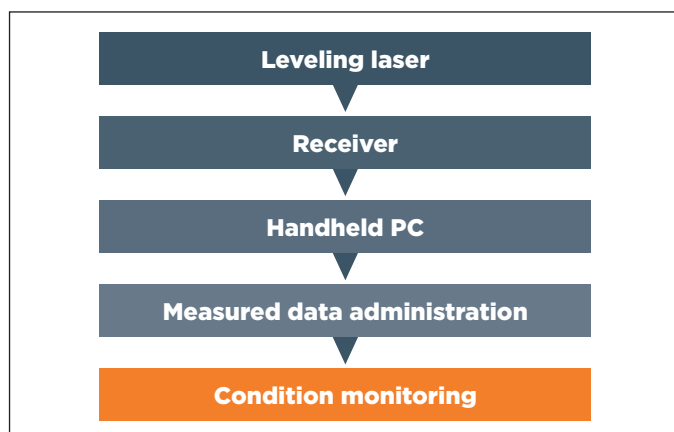 Leveling laser
Receiver
Handheld PC
Measured data administration
Condition monitoring